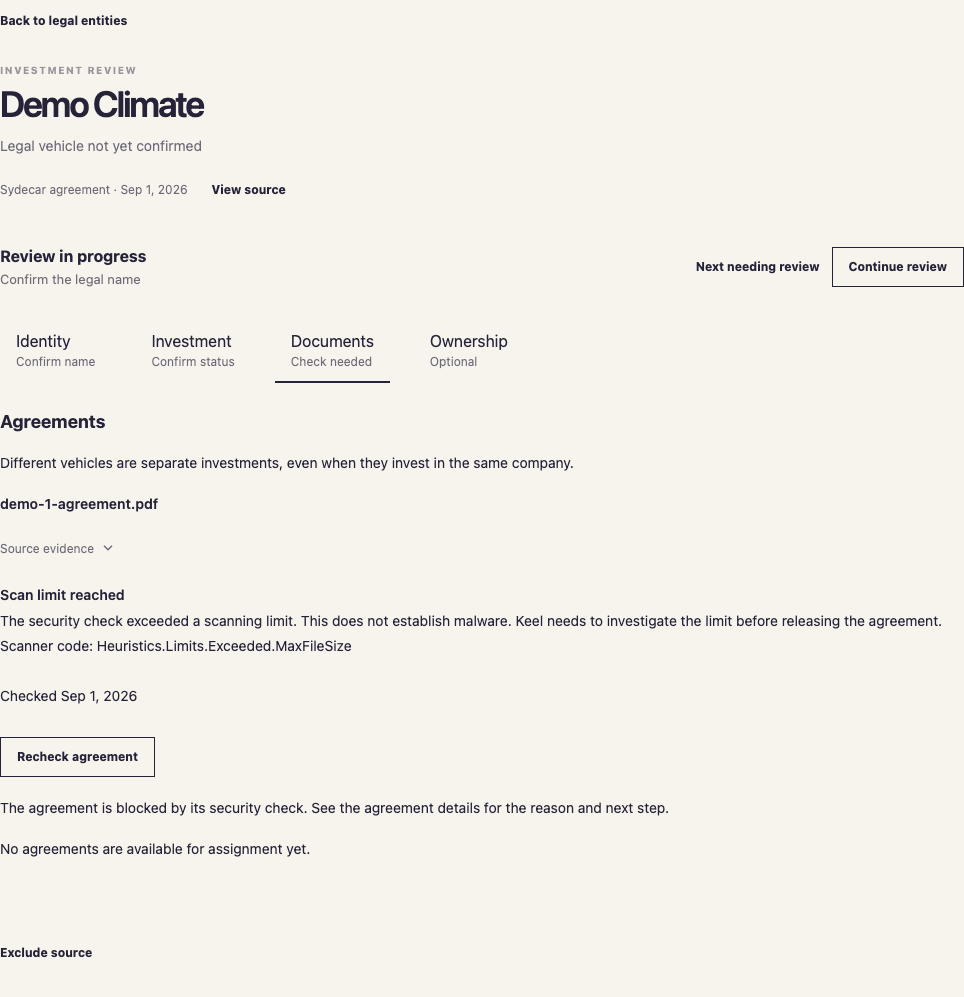 Back to legal entities
INVESTMENT REVIEW
Demo Climate
Legal vehicle not yet confirmed
Sydecar agreement · Sep 1, 2026 View source
Review in progress
Confirm the legal name
Next needing review Continue review
Identity Investment Documents Ownership
Confirm name Confirm status Check needed Optional
Agreements
Different vehicles are separate investments, even when they invest in the same company.
demo-1-agreement.pdf
Source evidence
Scan limit reached
The security check exceeded a scanning limit. This does not establish malware. Keel needs to investigate the limit before releasing the agreement.
Scanner code: Heuristics.Limits.Exceeded.MaxFileSize
Checked Sep 1, 2026
Recheck agreement
The agreement is blocked by its security check. See the agreement details for the reason and next step.
No agreements are available for assignment yet.
Exclude source